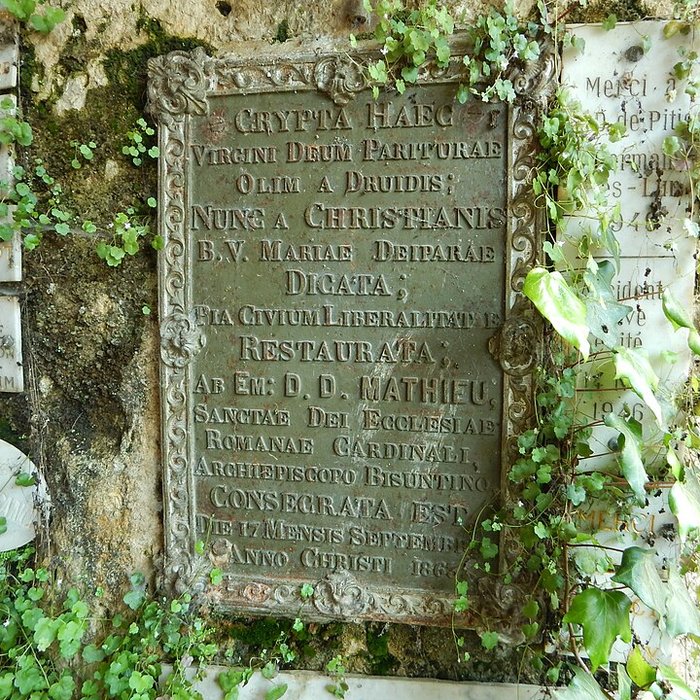 CRYPTA HAEC
VIRGINI DEUM PARITURAE
OLIM A DRUIDIS;
NUNC A CHRISTIANIS
B.V. MARIAE DEIPARAE
DICATA;
PIA CIVIUM LIBERALITATE
RESTAURATA;
AB EM: D. D. MATHIEU,
SANCTAE DEI ECCLESIAE
ROMANAE CARDINALI,
ARCHIEPISCOPO BISUNTINO
CONSECRATA EST
DIE 17 MENSIS SEPTEMBRIS
ANNO CHRISTI
Merci à
de
1946
Merci